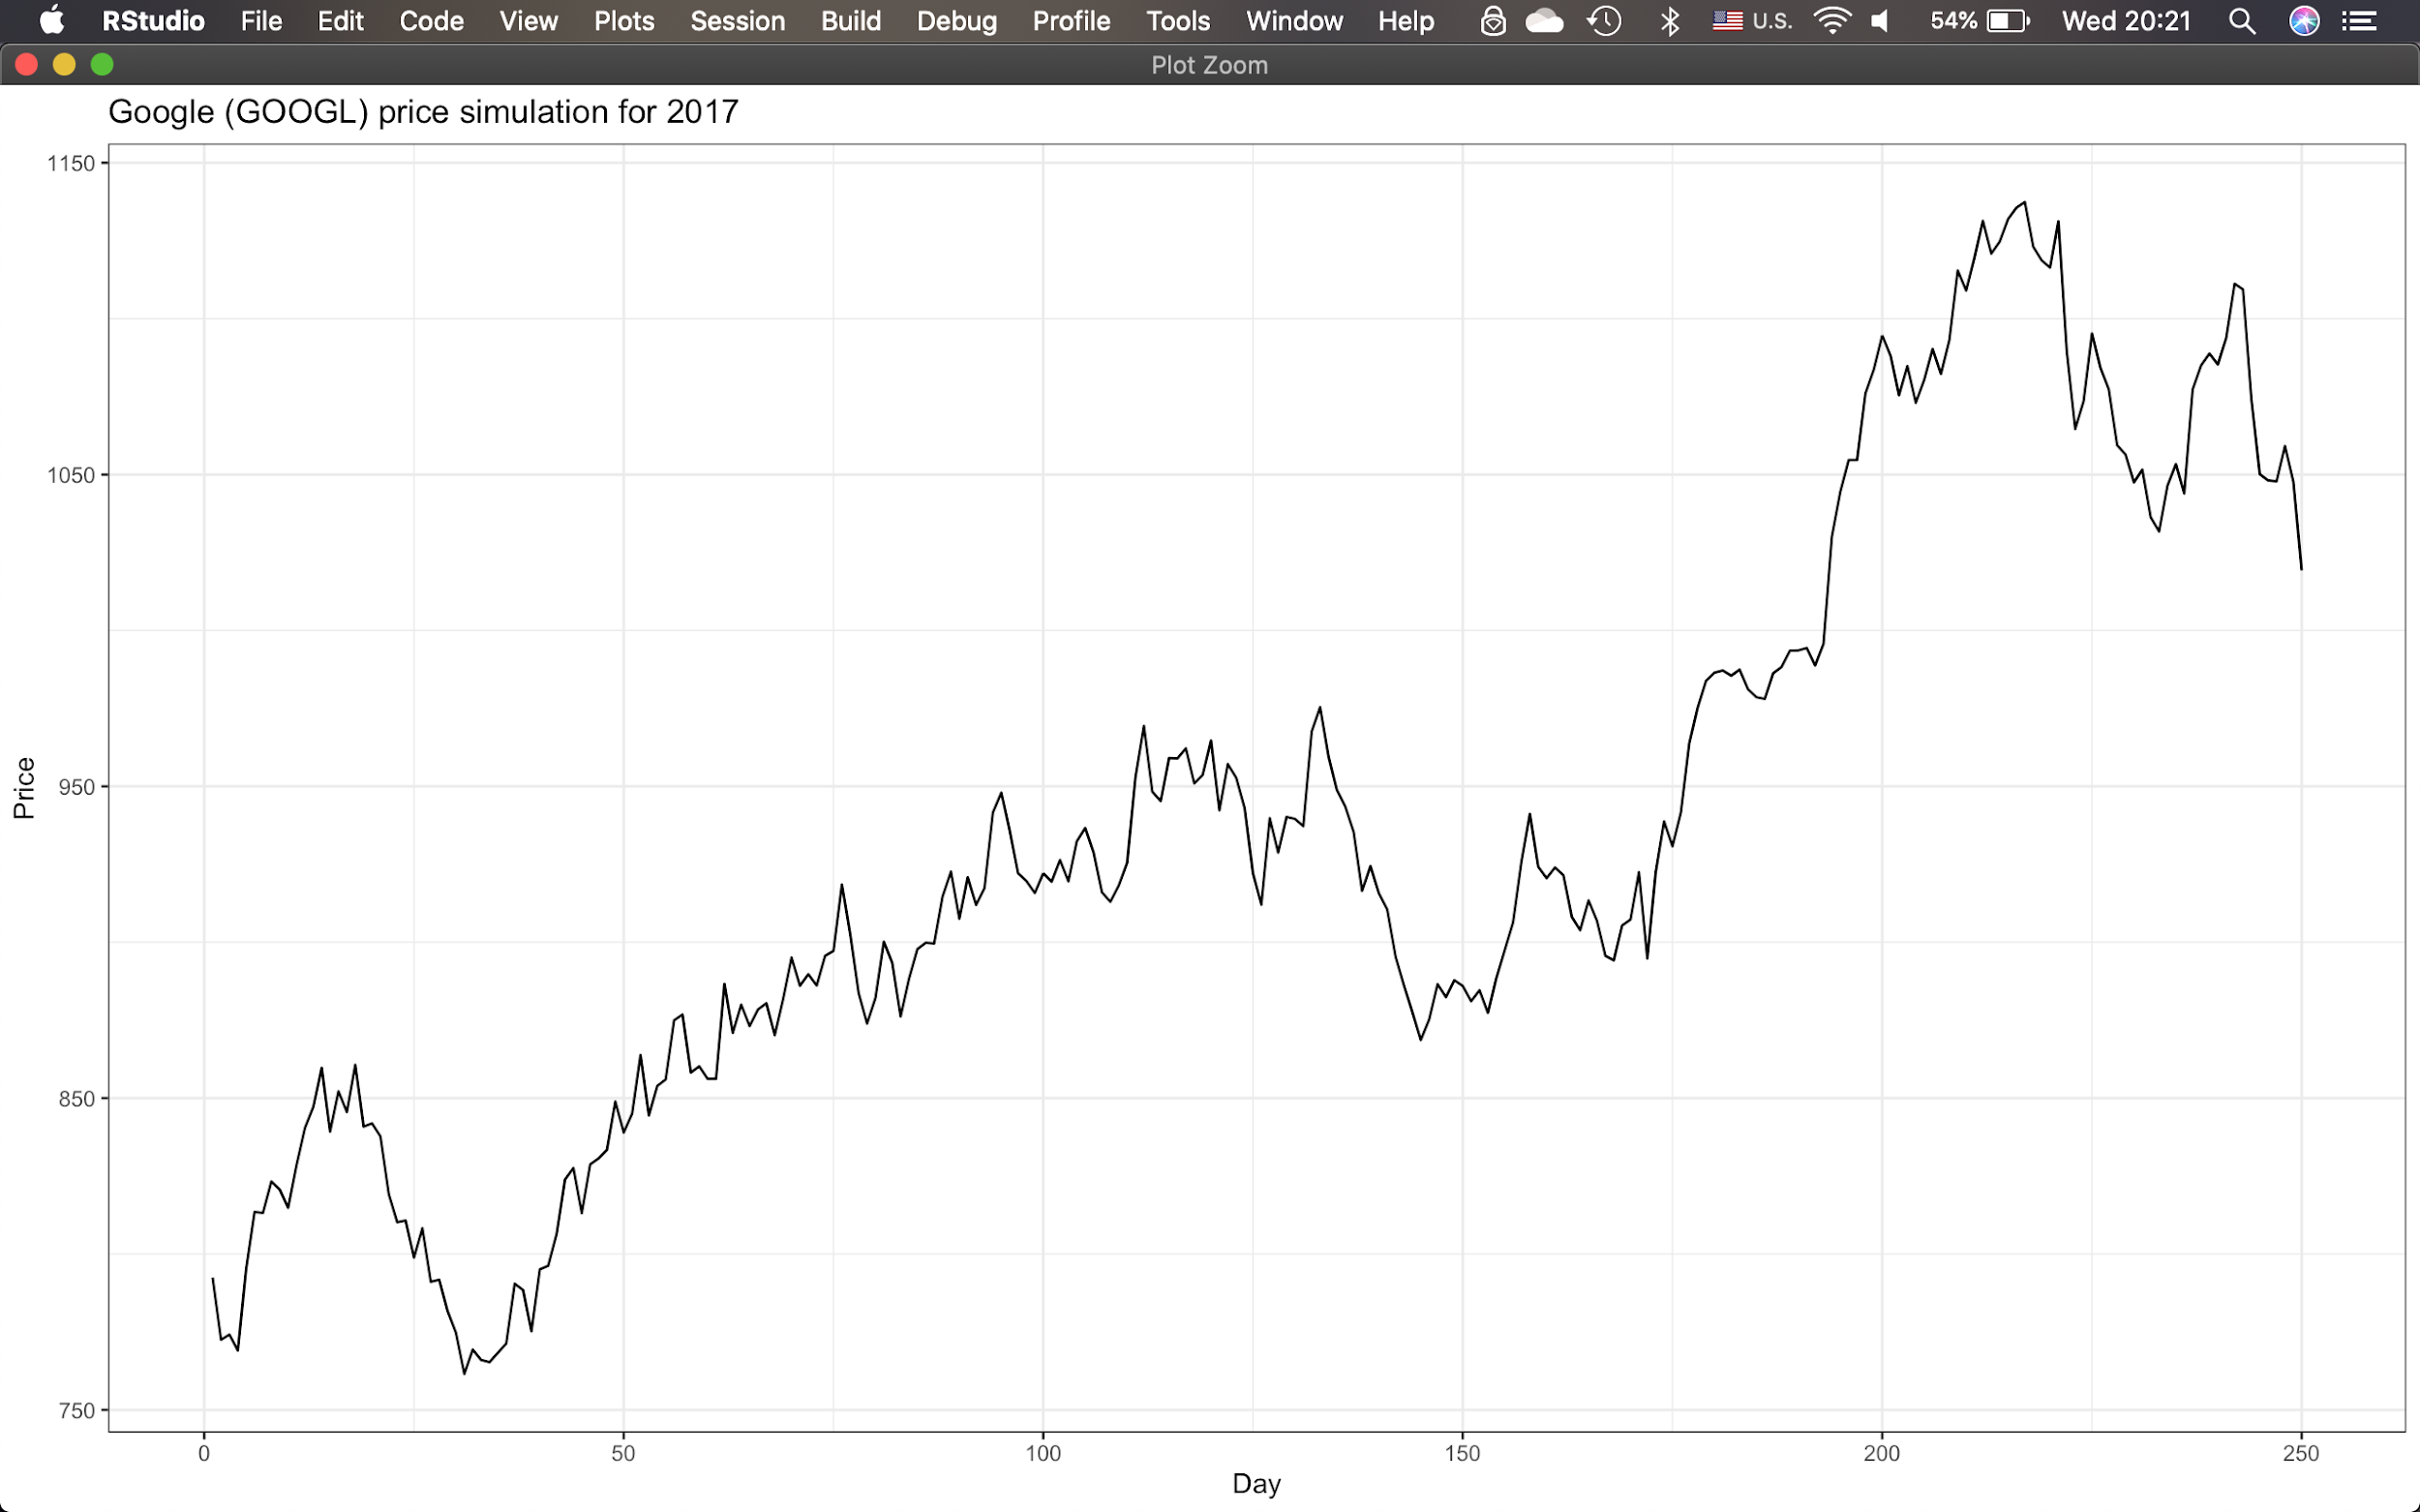 RStudio File Edit Code View Plots Session Build Debug Profile Tools Window Help U.S. 54% Wed 20:21
Plot Zoom
Google (GOOGL) price simulation for 2017
1150
1050
950
850
750
Price
0 50 100 150 200 250
Day